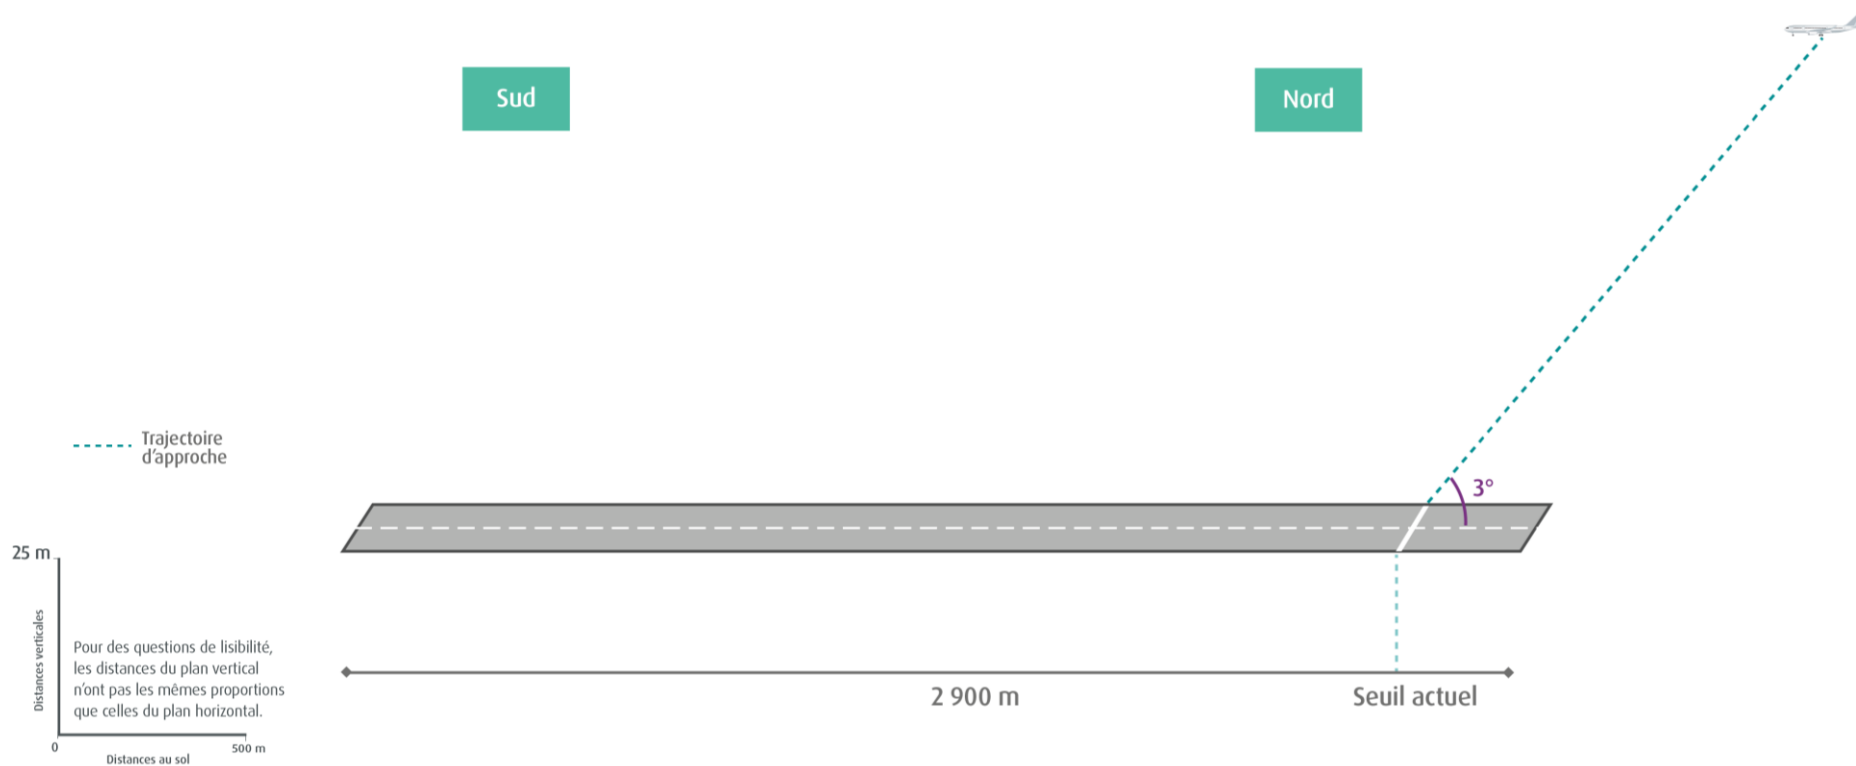 Sud
Nord
Trajectoire
d’approche
3°
25 m
Distances verticales
Pour des questions de lisibilité,
les distances du plan vertical
n’ont pas les mêmes proportions
que celles du plan horizontal.
0
500 m
Distances au sol
2 900 m
Seuil actuel